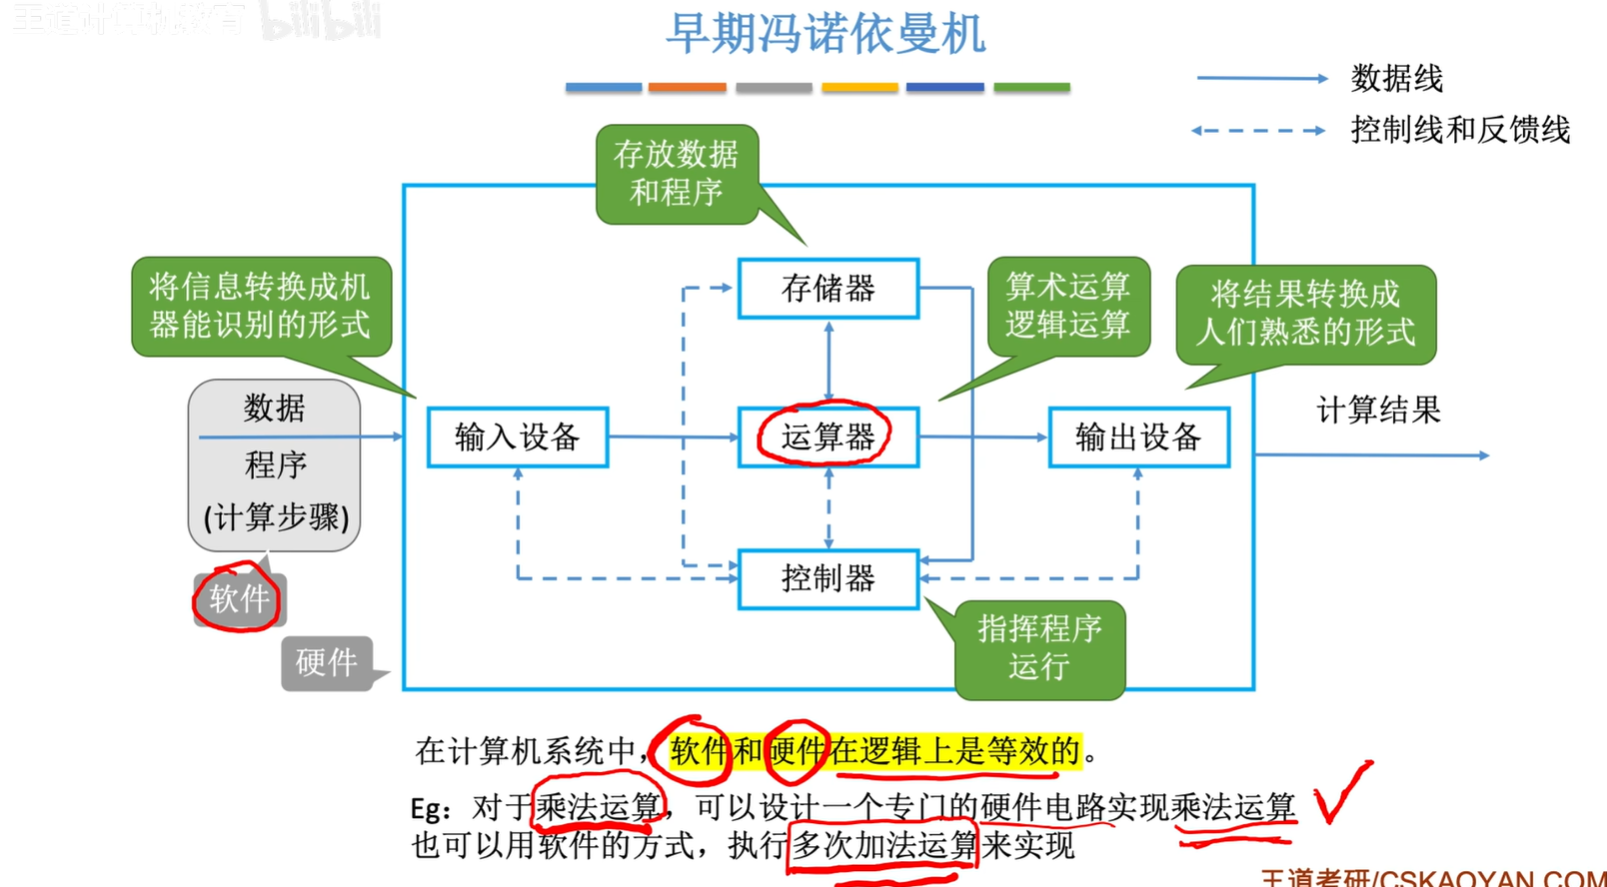 王道计算机教育 bilibili
早期冯诺依曼机
数据线
控制线和反馈线
存放数据
和程序
将信息转换成机
器能识别的形式
存储器
算术运算
逻辑运算
将结果转换成
人们熟悉的形式
数据
程序
(计算步骤)
输入设备
运算器
输出设备
计算结果
软件
硬件
控制器
指挥程序
运行
在计算机系统中，软件和硬件在逻辑上是等效的。
Eg：对于乘法运算，可以设计一个专门的硬件电路实现乘法运算
也可以用软件的方式，执行多次加法运算来实现
王道考研/CSKAOYAN.COM